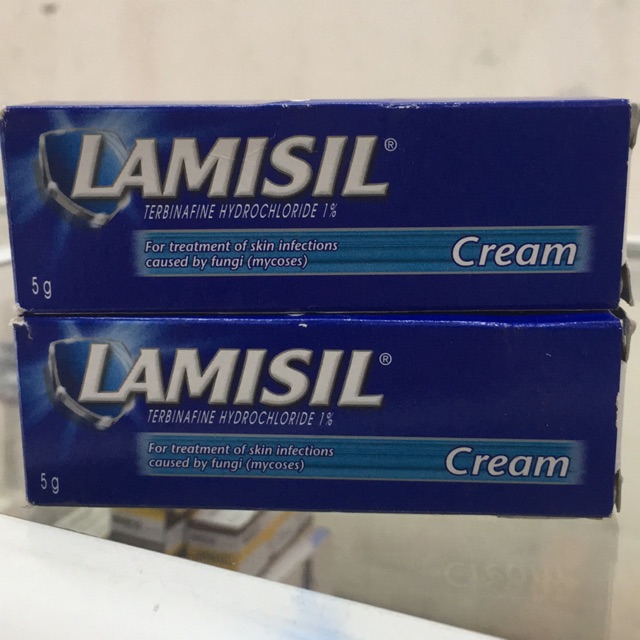 LAMISIL®
TERBINAFINE HYDROCHLORIDE 1%
For treatment of skin infections
caused by fungi (mycoses)
Cream
5 g
LAMISIL®
TERBINAFINE HYDROCHLORIDE 1%
For treatment of skin infections
caused by fungi (mycoses)
Cream
5 g